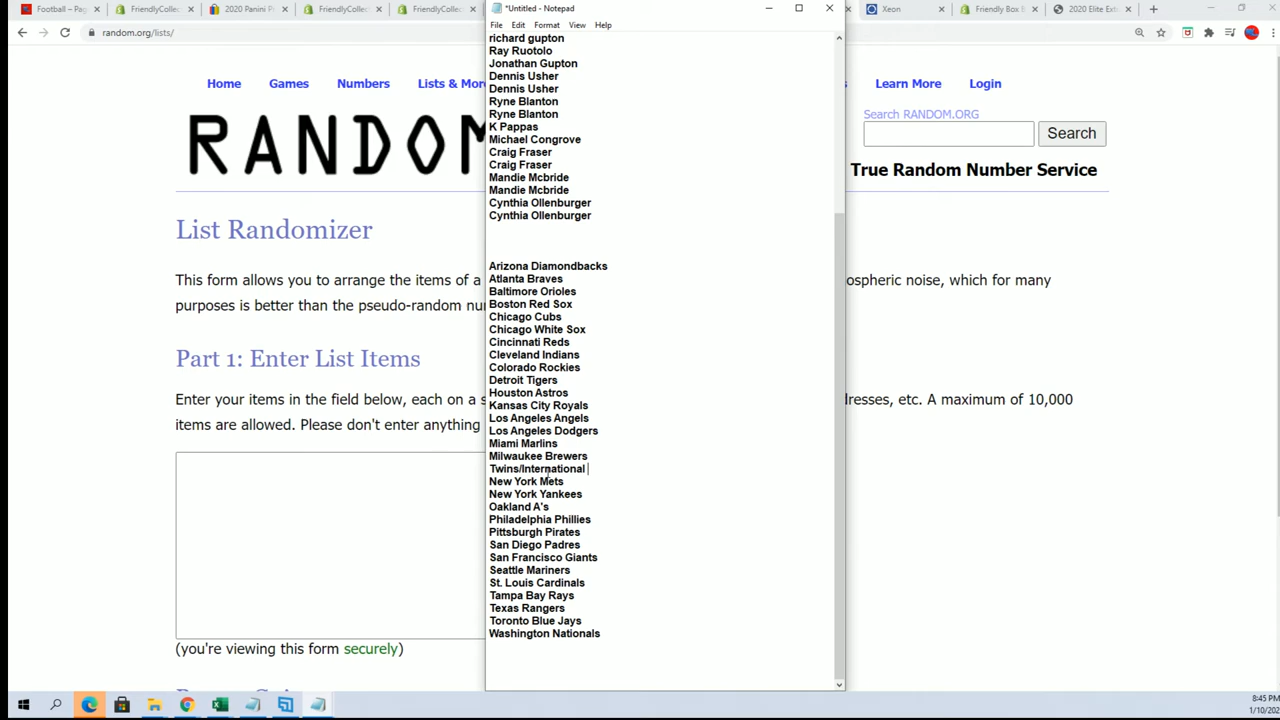 Football – Pag
FriendlyCollec
2020 Panini P
FriendlyCollec
FriendlyCollec
*Untitled - Notepad
Xeon
Friendly Box B
2020 Elite Ext
random.org/lists/
File Edit Format View Help
Home Games Numbers Lists & Mor
Learn More Login
Search RANDOM.ORG
Search
RANDOM
True Random Number Service
List Randomizer
This form allows you to arrange the items of a
ospheric noise, which for many
purposes is better than the pseudo-random nu
Part 1: Enter List Items
Enter your items in the field below, each on a s
dresses, etc. A maximum of 10,000
items are allowed. Please don't enter anything
(you're viewing this form securely)
richard gupton
Ray Ruotolo
Jonathan Gupton
Dennis Usher
Dennis Usher
Ryne Blanton
Ryne Blanton
K Pappas
Michael Congrove
Craig Fraser
Craig Fraser
Mandie Mcbride
Mandie Mcbride
Cynthia Ollenburger
Cynthia Ollenburger
Arizona Diamondbacks
Atlanta Braves
Baltimore Orioles
Boston Red Sox
Chicago Cubs
Chicago White Sox
Cincinnati Reds
Cleveland Indians
Colorado Rockies
Detroit Tigers
Houston Astros
Kansas City Royals
Los Angeles Angels
Los Angeles Dodgers
Miami Marlins
Milwaukee Brewers
Twins/International
New York Mets
New York Yankees
Oakland A's
Philadelphia Phillies
Pittsburgh Pirates
San Diego Padres
San Francisco Giants
Seattle Mariners
St. Louis Cardinals
Tampa Bay Rays
Texas Rangers
Toronto Blue Jays
Washington Nationals
8:45 PM
1/10/202